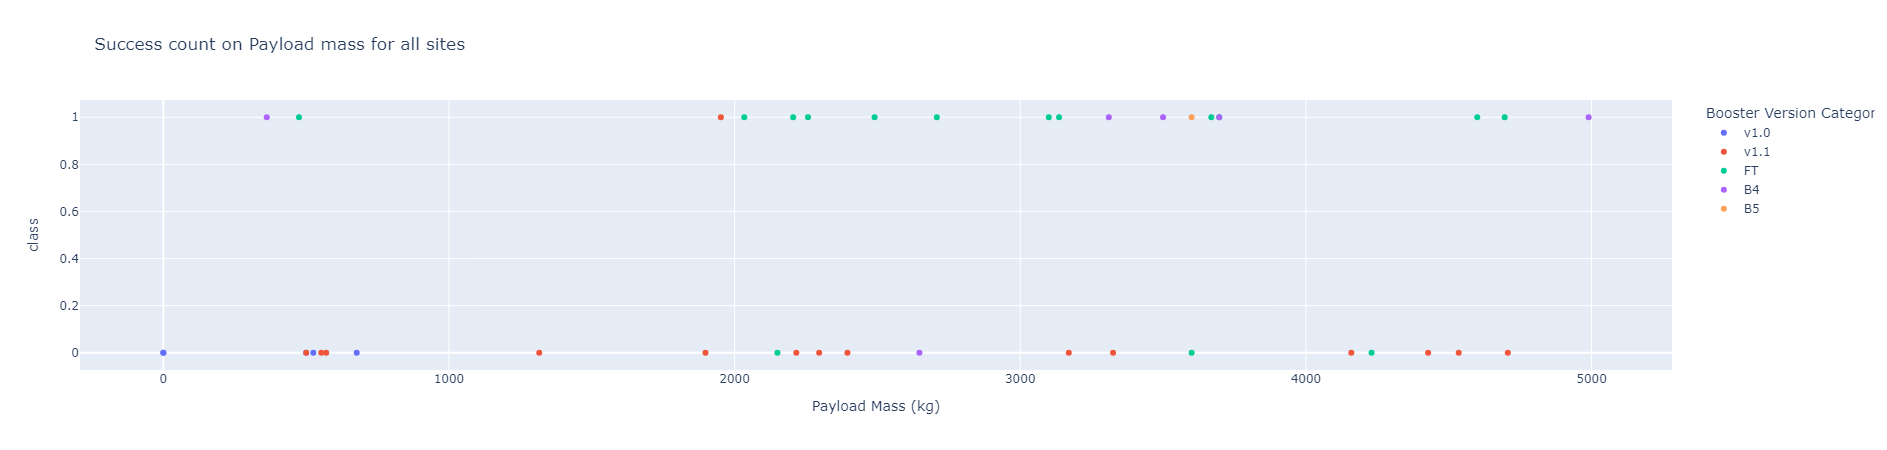 Success count on Payload mass for all sites
Booster Version Categor
v1.0
v1.1
FT
B4
B5
1
0.8
0.6
0.4
0.2
0
class
0
1000
2000
3000
4000
5000
Payload Mass (kg)